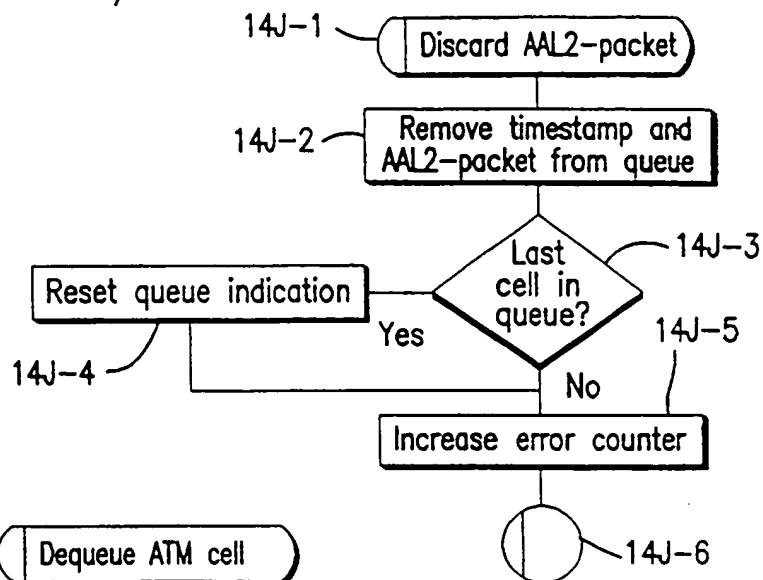 14J-1
Discard AAL2-packet
14J-2
Remove timestamp and
AAL2-packet from queue
Last
cell in
queue?
14J-3
Reset queue indication
Yes
14J-4
14J-5
No
Increase error counter
14J-6
Dequeue ATM cell